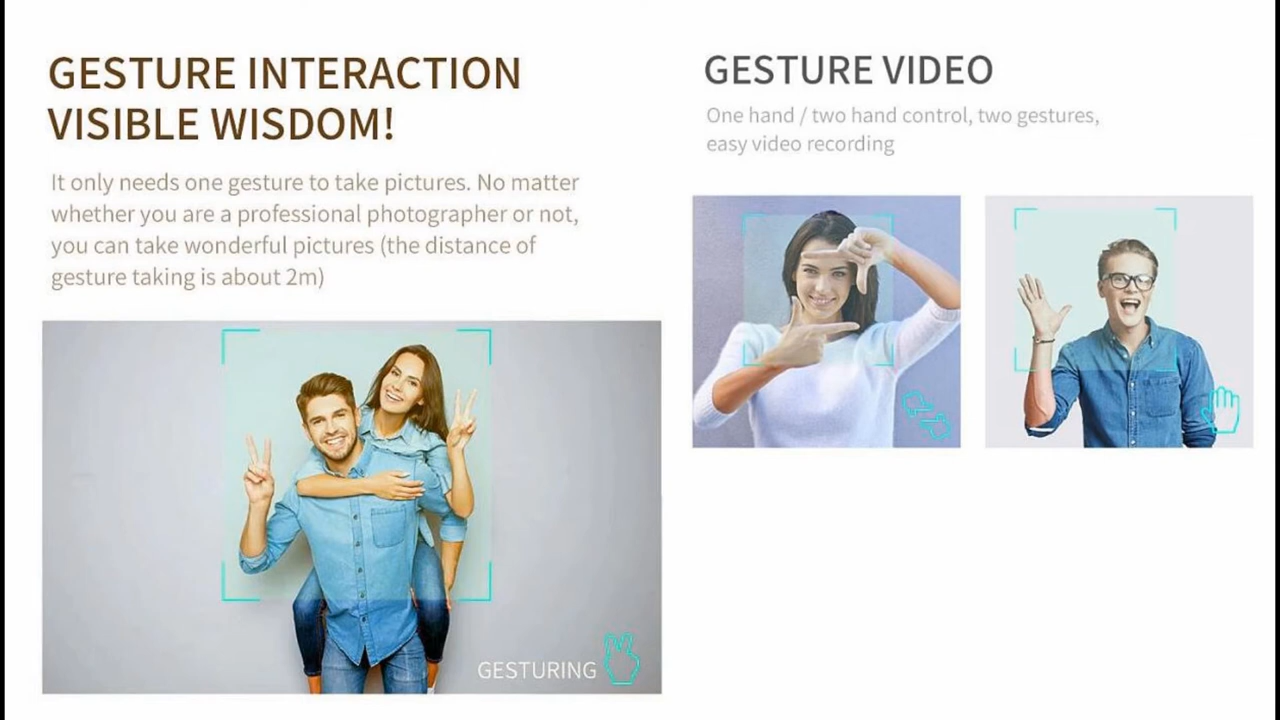 GESTURE INTERACTION
VISIBLE WISDOM!
It only needs one gesture to take pictures. No matter
whether you are a professional photographer or not,
you can take wonderful pictures (the distance of
gesture taking is about 2m)
GESTURING
GESTURE VIDEO
One hand / two hand control, two gestures,
easy video recording